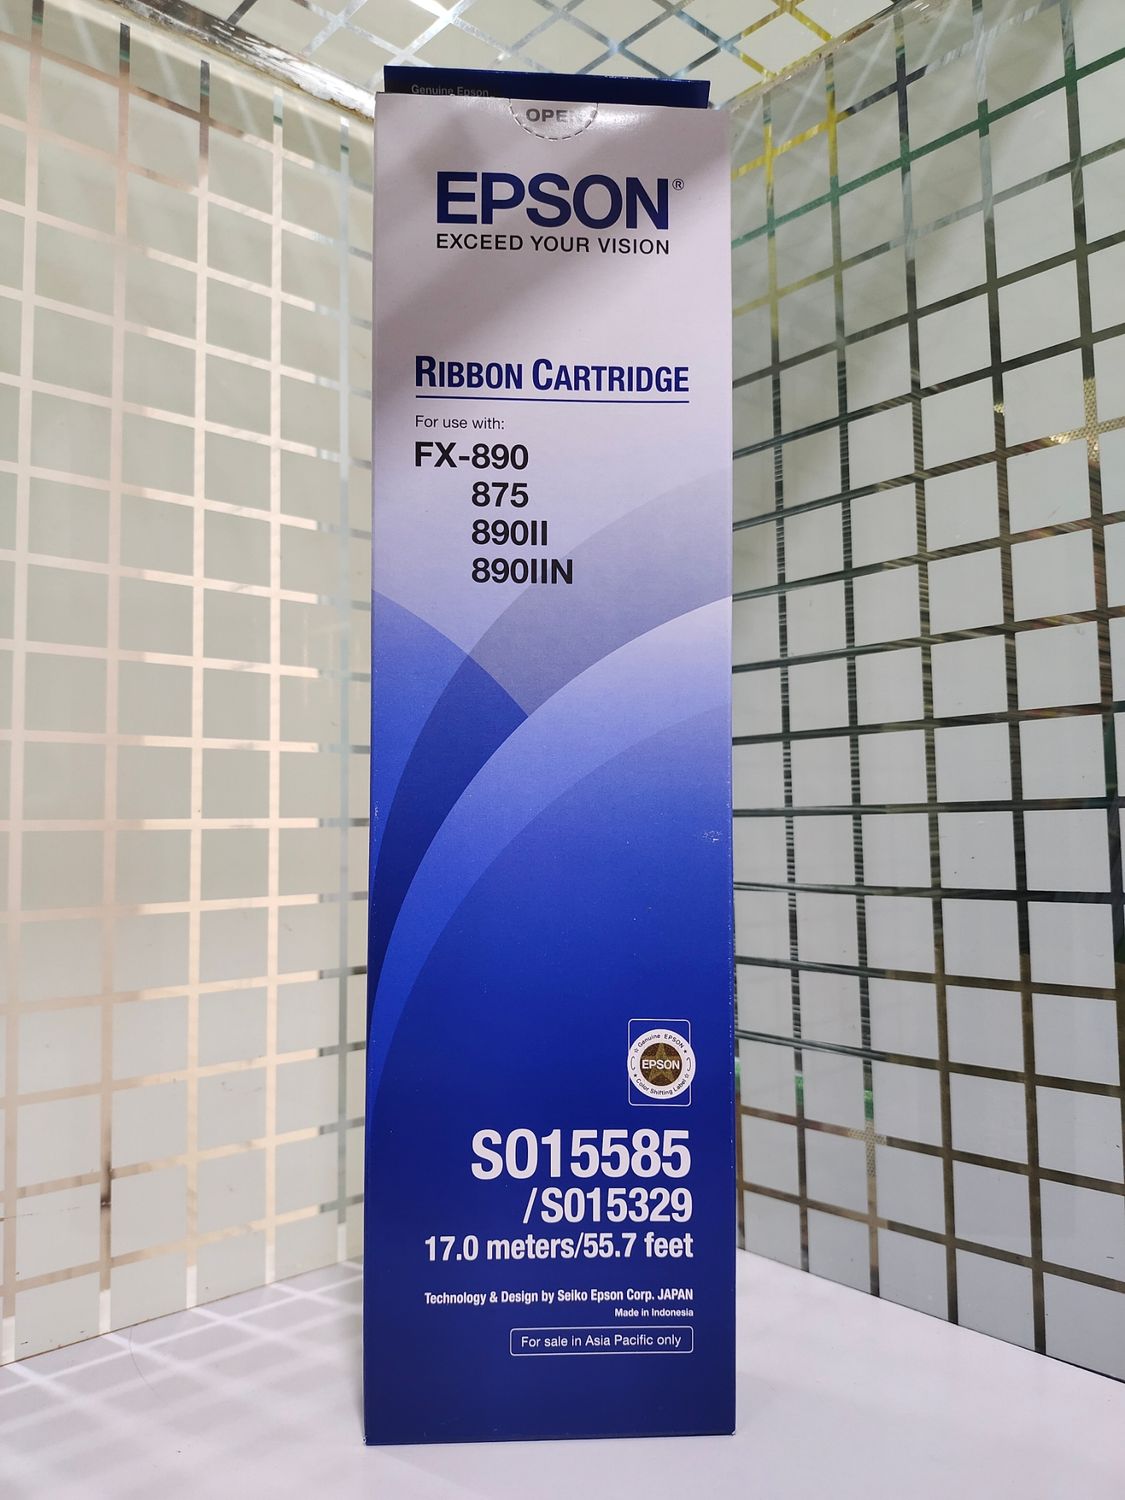 Genuine Epson
OPEN
EPSON®
EXCEED YOUR VISION
RIBBON CARTRIDGE
For use with:
FX-890
875
890II
890IIN
Genuine EPSON
EPSON
Color Shifting Label
S015585
/S015329
17.0 meters/55.7 feet
Technology & Design by Seiko Epson Corp. JAPAN
Made in Indonesia
For sale in Asia Pacific only